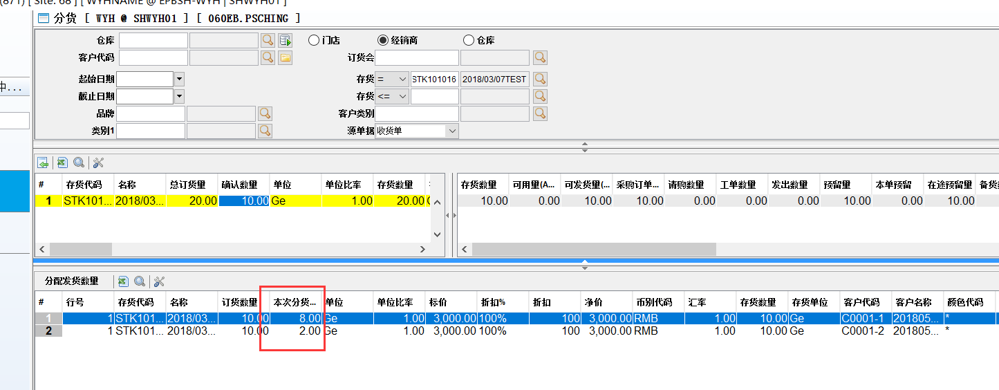 (871) [ Site: 68 ] [ WYHNAME @ EPBSH-WYH | SHWYH01 ]
分货 [ WYH @ SHWYH01 ] [ 060EB.PSCHING ]
仓库 门店 经销商 仓库
客户代码 订货会
起始日期 存货 = STK101016 2018/03/07TEST
中...
截止日期 存货 <=
品牌 客户类别
类别1 源单据 收货单
# 存货代码 名称 总订货量 确认数量 单位 单位比率 存货数量
1 STK101... 2018/03... 20.00 10.00 Ge 1.00 20.00
存货数量 可用量(A... 可发货量(... 采购订单... 请购数量 工单数量 发出数量 预留量 本单预留 在途预留量 备货
10.00 0.00 10.00 10.00 0.00 0.00 0.00 10.00 0.00 10.00
分配发货数量
# 行号 存货代码 名称 订货数量 本次分货... 单位 单位比率 标价 折扣% 折扣 净价 币别代码 汇率 存货数量 存货单位 客户代码 客户名称 颜色代码
1 1 STK101... 2018/03... 10.00 8.00 Ge 1.00 3,000.00 100% 100 3,000.00 RMB 1.00 10.00 Ge C0001-1 201805... *
2 1 STK101... 2018/03... 10.00 2.00 Ge 1.00 3,000.00 100% 100 3,000.00 RMB 1.00 10.00 Ge C0001-2 201805... *